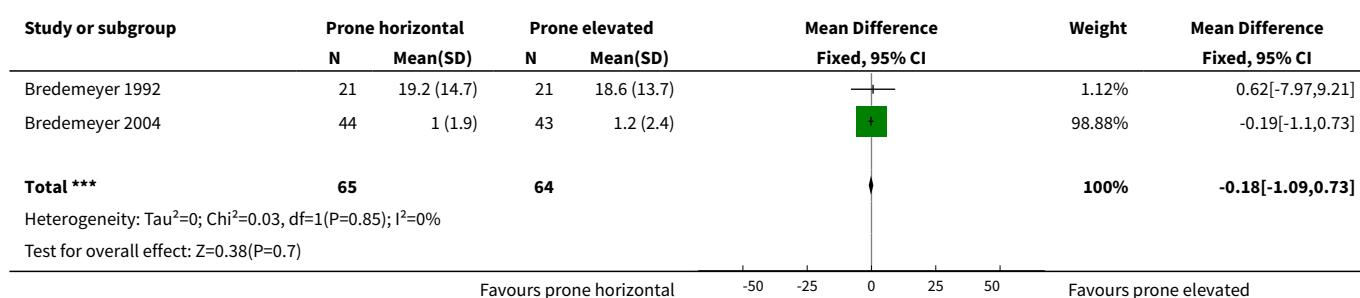 Study or subgroup Prone horizontal Prone elevated Mean Difference Weight Mean Difference
N Mean(SD) N Mean(SD) Fixed, 95% CI Fixed, 95% CI
Bredemeyer 1992 21 19.2 (14.7) 21 18.6 (13.7) 1.12% 0.62[-7.97,9.21]
Bredemeyer 2004 44 1 (1.9) 43 1.2 (2.4) 98.88% -0.19[-1.1,0.73]
Total *** 65 64 100% -0.18[-1.09,0.73]
Heterogeneity: Tau²=0; Chi²=0.03, df=1(P=0.85); I²=0%
Test for overall effect: Z=0.38(P=0.7)
Favours prone horizontal -50 -25 0 25 50 Favours prone elevated